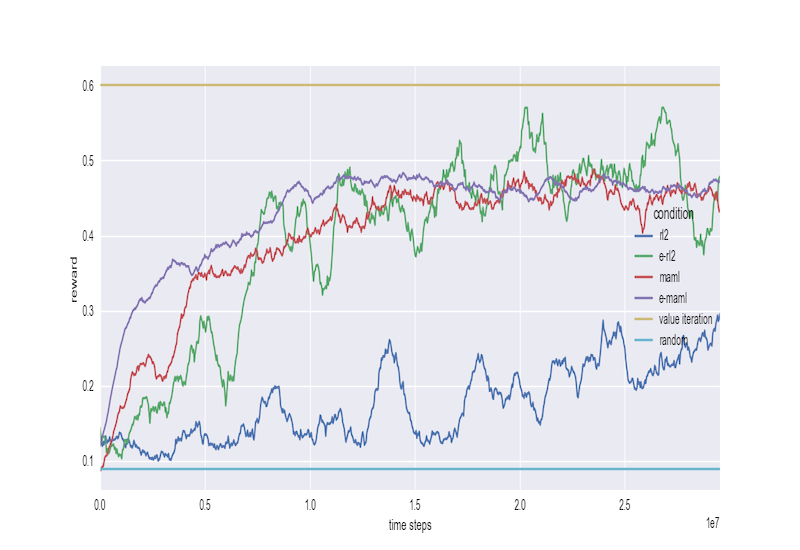 0.6
0.5
0.4
0.3
0.2
0.1
reward
condition
rl2
e-rl2
maml
e-maml
value iteration
random
0.0 0.5 1.0 1.5 2.0 2.5
1e7
time steps